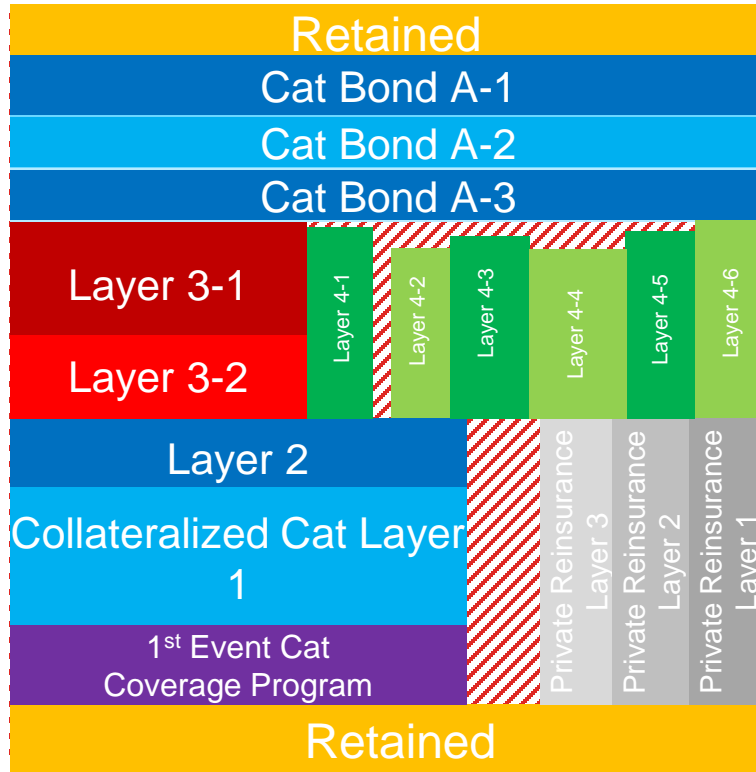 Retained
Cat Bond A-1
Cat Bond A-2
Cat Bond A-3
Layer 3-1
Layer 3-2
Layer 4-1
Layer 4-2
Layer 4-3
Layer 4-4
Layer 4-5
Layer 4-6
Layer 2
Collateralized Cat Layer
1
1st Event Cat
Coverage Program
Private Reinsurance
Layer 3
Private Reinsurance
Layer 2
Private Reinsurance
Layer 1
Retained